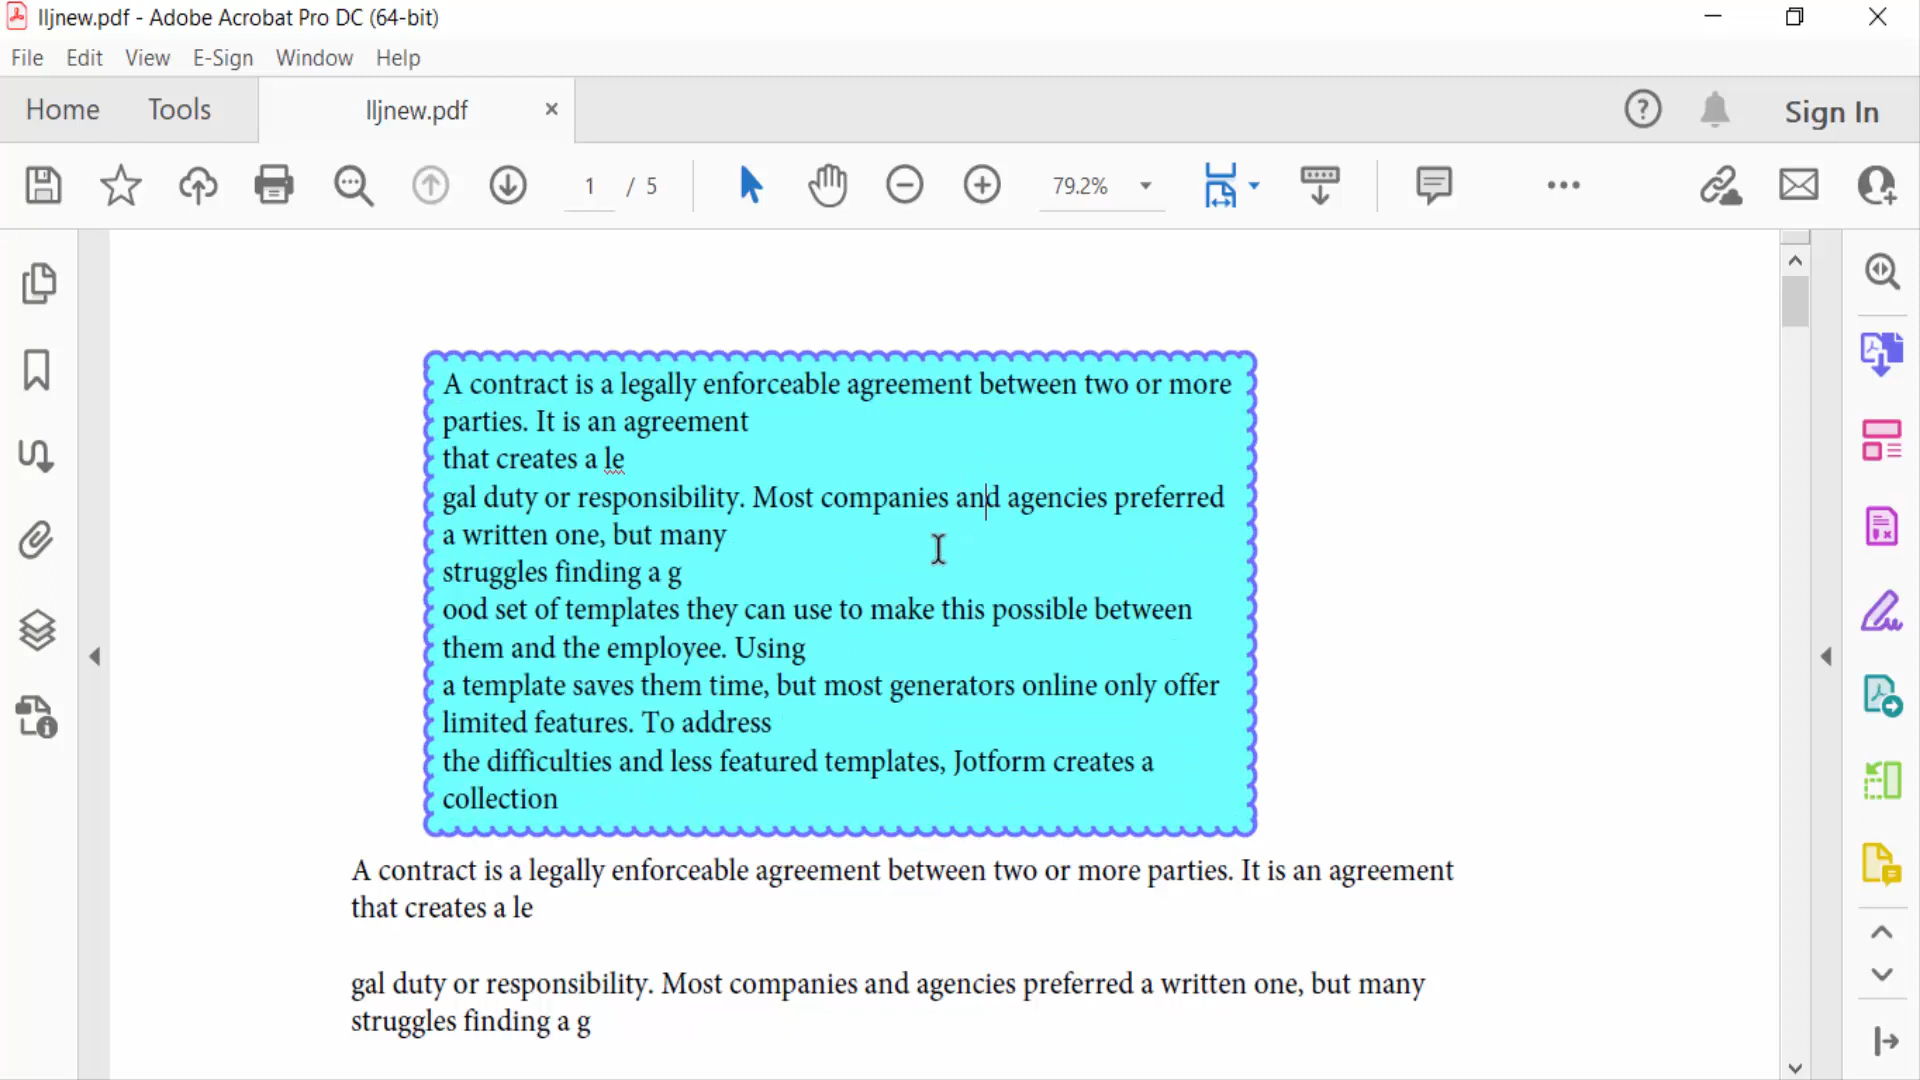 lljnew.pdf - Adobe Acrobat Pro DC (64-bit)
File Edit View E-Sign Window Help
Home Tools lljnew.pdf Sign In
1 / 5 79.2%
A contract is a legally enforceable agreement between two or more
parties. It is an agreement
that creates a le
gal duty or responsibility. Most companies and agencies preferred
a written one, but many
struggles finding a g
ood set of templates they can use to make this possible between
them and the employee. Using
a template saves them time, but most generators online only offer
limited features. To address
the difficulties and less featured templates, Jotform creates a
collection
A contract is a legally enforceable agreement between two or more parties. It is an agreement
that creates a le
gal duty or responsibility. Most companies and agencies preferred a written one, but many
struggles finding a g